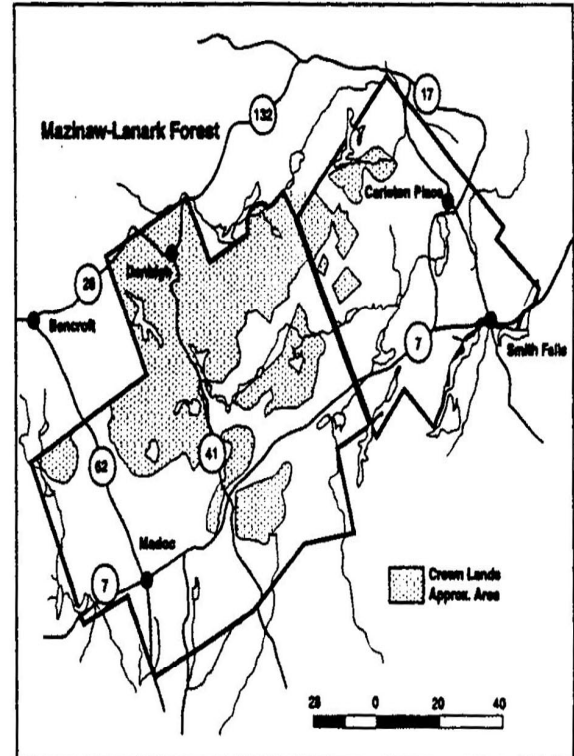 17
132
Mazinaw-Lanark Forest
Carleton Place
Denbigh
28
Bancroft
7
Smith Falls
41
62
Madoc
7
Crown Lands
Approx. Area
28 0 20 40